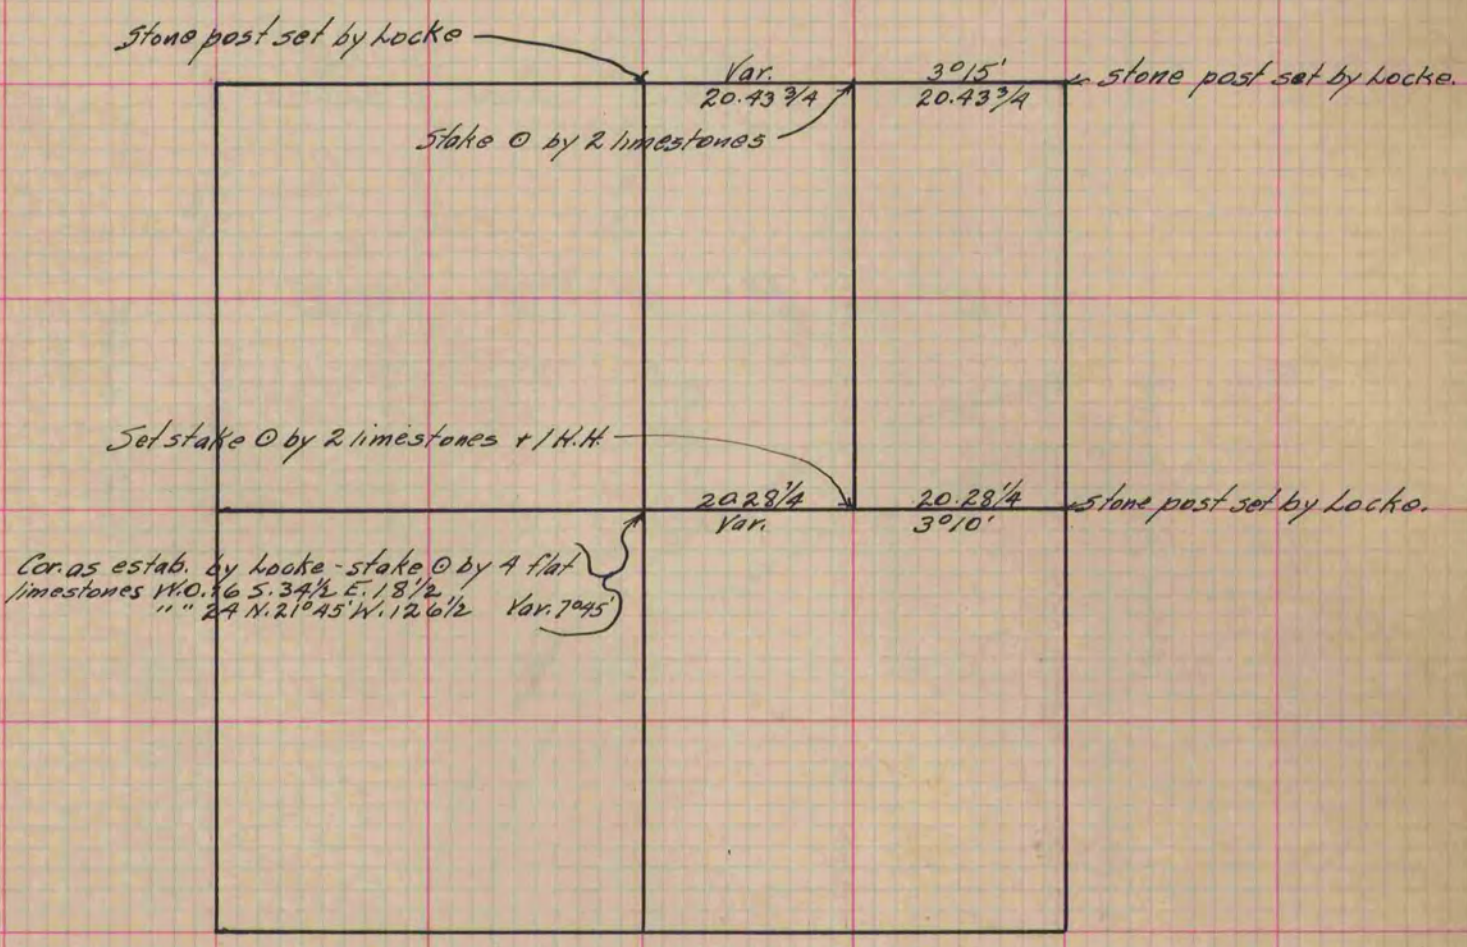 Stone post set by Locke
Var. 3°15'
stone post set by Locke.
20.43 3/4 20.43 3/4
Stake ⊙ by 2 limestones
Set stake ⊙ by 2 limestones + 1 H.H.
20.28 1/4 20.28 1/4
Var. 3°10'
stone post set by Locke.
Cor. as estab. by Locke - stake ⊙ by 4 flat
limestones W.O. 16 S. 34 1/2 E. 18 1/2
" " 24 N. 21°45' W. 126 1/2 Var. 7°45'